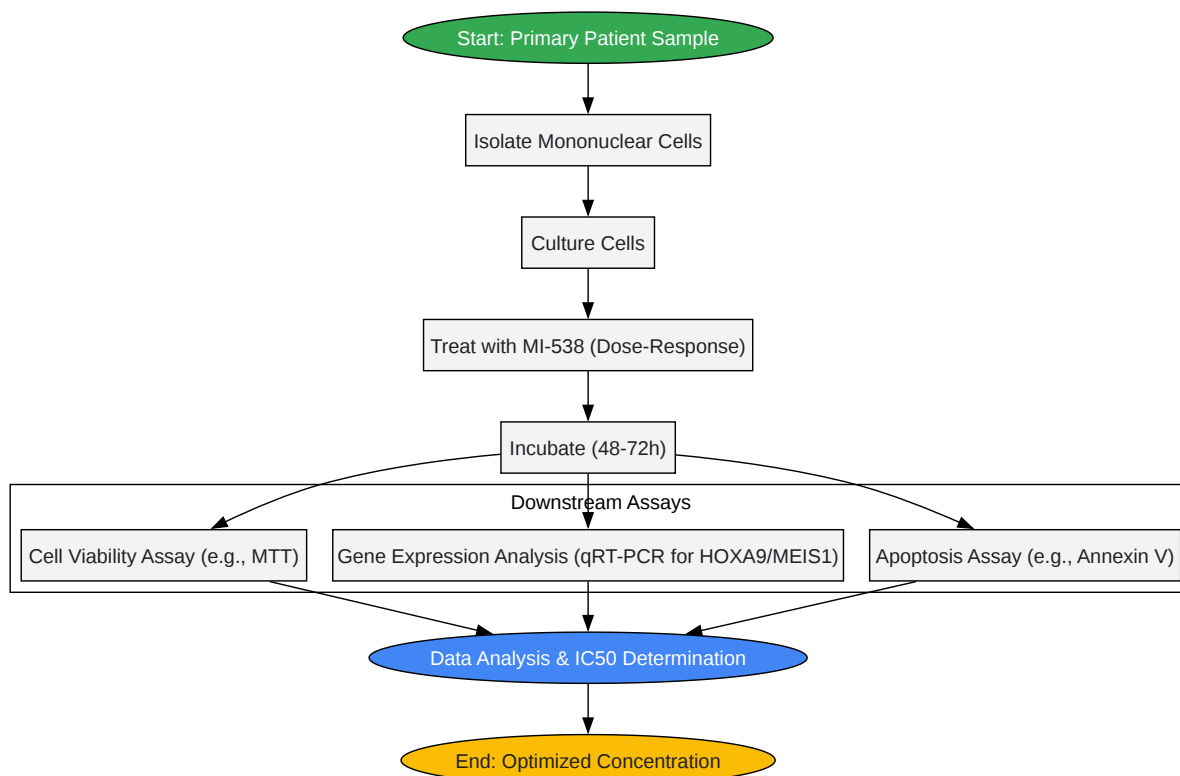 Start: Primary Patient Sample
Isolate Mononuclear Cells
Culture Cells
Treat with MI-538 (Dose-Response)
Incubate (48-72h)
Downstream Assays
Cell Viability Assay (e.g., MTT)
Gene Expression Analysis (qRT-PCR for HOXA9/MEIS1)
Apoptosis Assay (e.g., Annexin V)
Data Analysis & IC50 Determination
End: Optimized Concentration